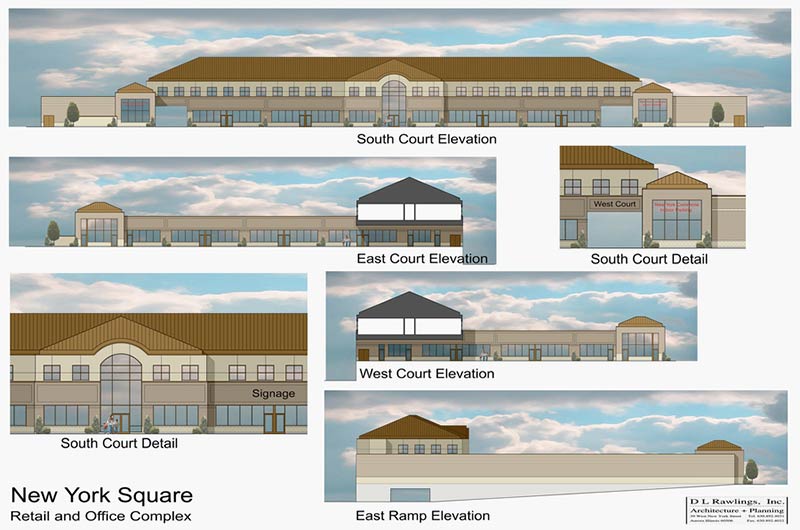 South Court Elevation
East Court Elevation
West Court
South Court Detail
West Court Elevation
Signage
South Court Detail
East Ramp Elevation
New York Square
Retail and Office Complex
D L Rawlings, Inc.
Architecture + Planning